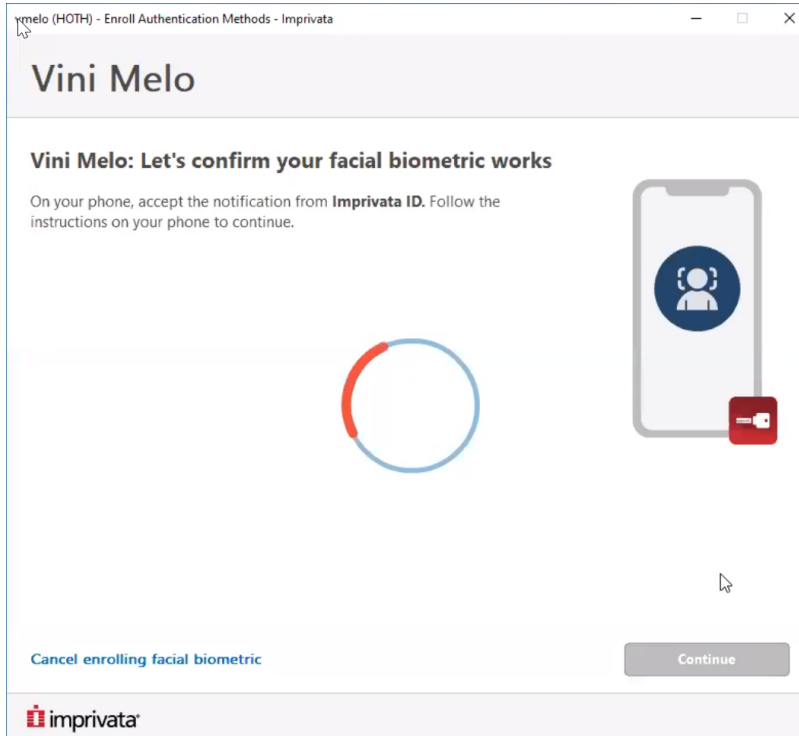 vmelo (HOTH) - Enroll Authentication Methods - Imprivata
Vini Melo
Vini Melo: Let's confirm your facial biometric works
On your phone, accept the notification from Imprivata ID. Follow the
instructions on your phone to continue.
Cancel enrolling facial biometric
Continue
imprivata